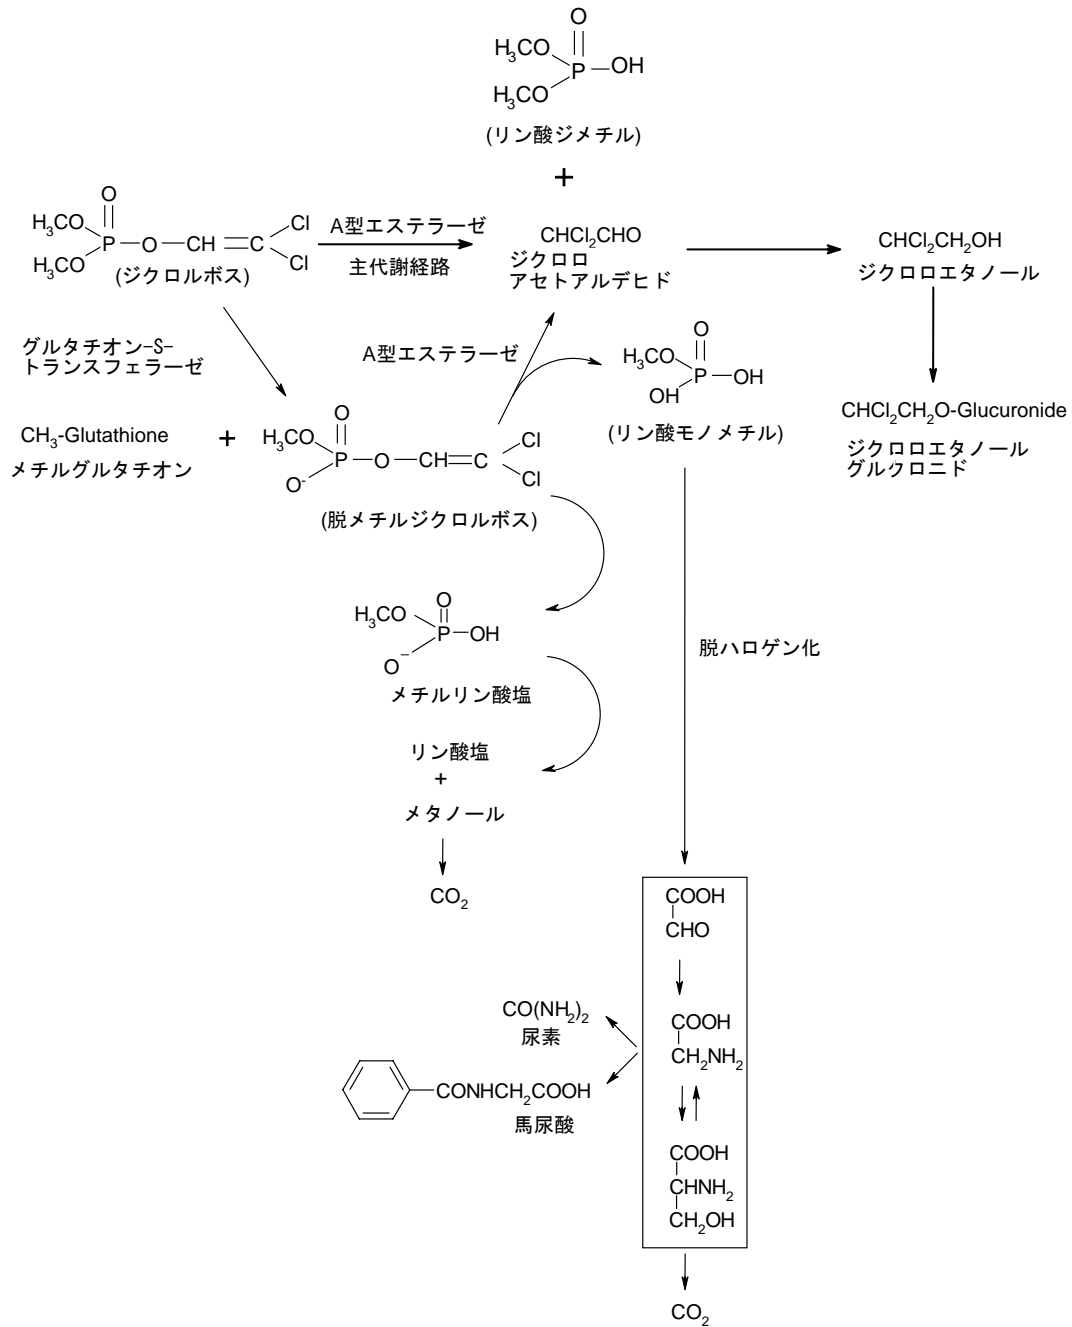 O
H₃CO
P
OH
H₃CO
(リン酸ジメチル)
+
O
H₃CO
P
O
CH
C
Cl
Cl
H₃CO
(ジクロルボス)
A型エステラーゼ
主代謝経路
CHCl₂CHO
ジクロロ
アセトアルデヒド
CHCl₂CH₂OH
ジクロロエタノール
グルタチオン-S-
トランスフェラーゼ
A型エステラーゼ
O
H₃CO
P
OH
OH
(リン酸モノメチル)
CHCl₂CH₂O-Glucuronide
ジクロロエタノール
グルクロニド
CH₃-Glutathione
メチルグルタチオン
+
O
H₃CO
P
O
CH
C
Cl
Cl
O⁻
(脱メチルジクロルボス)
O
H₃CO
P
OH
O⁻
メチルリン酸塩
脱ハロゲン化
リン酸塩
+
メタノール
CO₂
COOH
CHO
COOH
CH₂NH₂
CO(NH₂)₂
尿素
CONHCH₂COOH
馬尿酸
COOH
CHNH₂
CH₂OH
CO₂